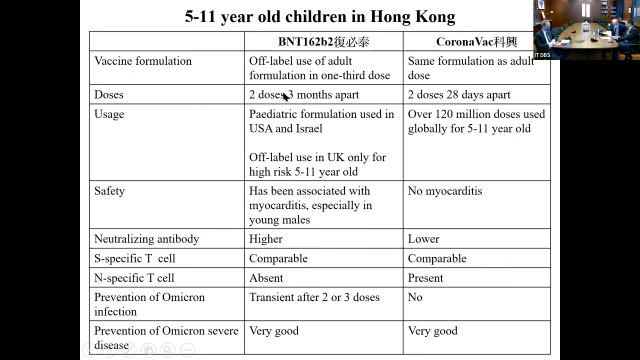 5-11 year old children in Hong Kong
BNT162b2復必泰
CoronaVac科興
Vaccine formulation
Off-label use of adult
formulation in one-third dose
Same formulation as adult
dose
Doses
2 doses 3 months apart
2 doses 28 days apart
Usage
Paediatric formulation used in
USA and Israel
Off-label use in UK only for
high risk 5-11 year old
Over 120 million doses used
globally for 5-11 year old
Safety
Has been associated with
myocarditis, especially in
young males
No myocarditis
Neutralizing antibody
Higher
Lower
S-specific T cell
Comparable
Comparable
N-specific T cell
Absent
Present
Prevention of Omicron
infection
Transient after 2 or 3 doses
No
Prevention of Omicron severe
disease
Very good
Very good
IT DBS